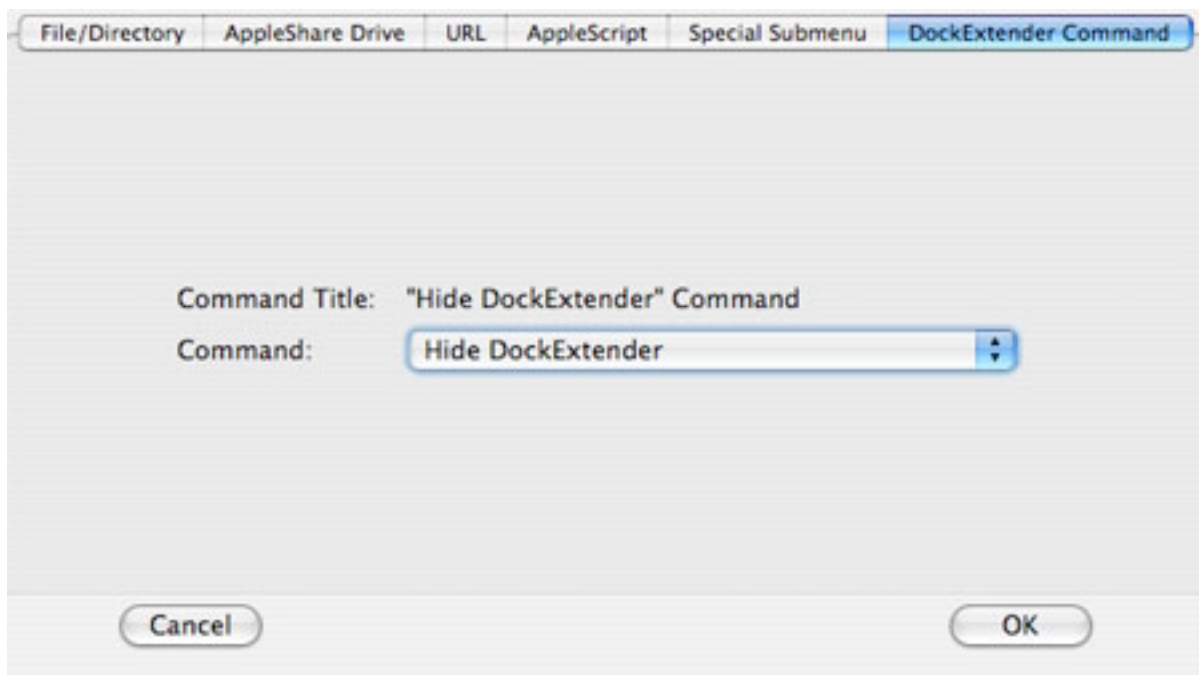 File/Directory AppleShare Drive URL AppleScript Special Submenu DockExtender Command
Command Title: "Hide DockExtender" Command
Command: Hide DockExtender
Cancel OK